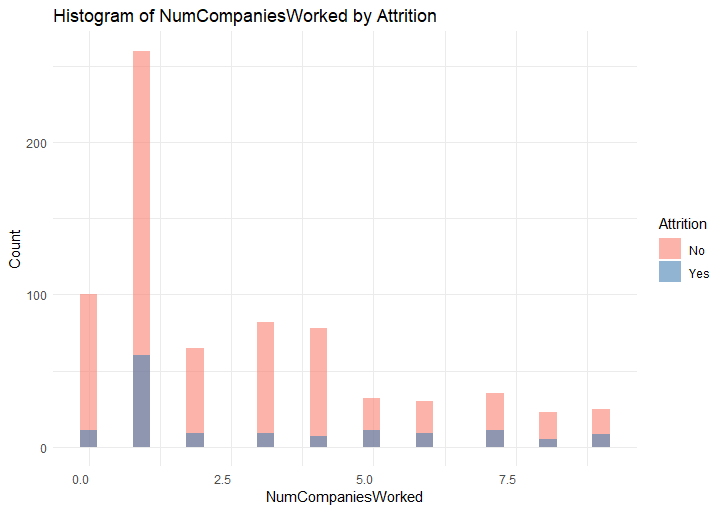 Histogram of NumCompaniesWorked by Attrition
Count
200
100
0
0.0 2.5 5.0 7.5
NumCompaniesWorked
Attrition
No
Yes